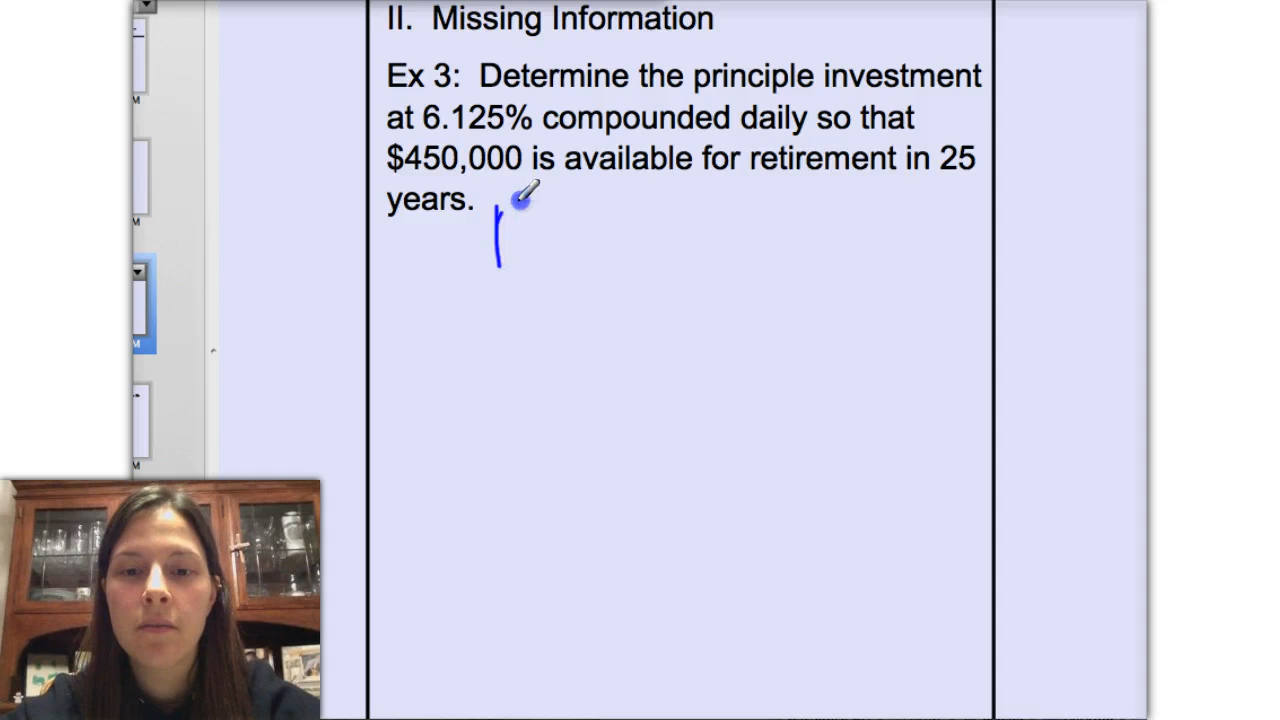 II. Missing Information
Ex 3: Determine the principle investment
at 6.125% compounded daily so that
$450,000 is available for retirement in 25
years.
M
M
M
M